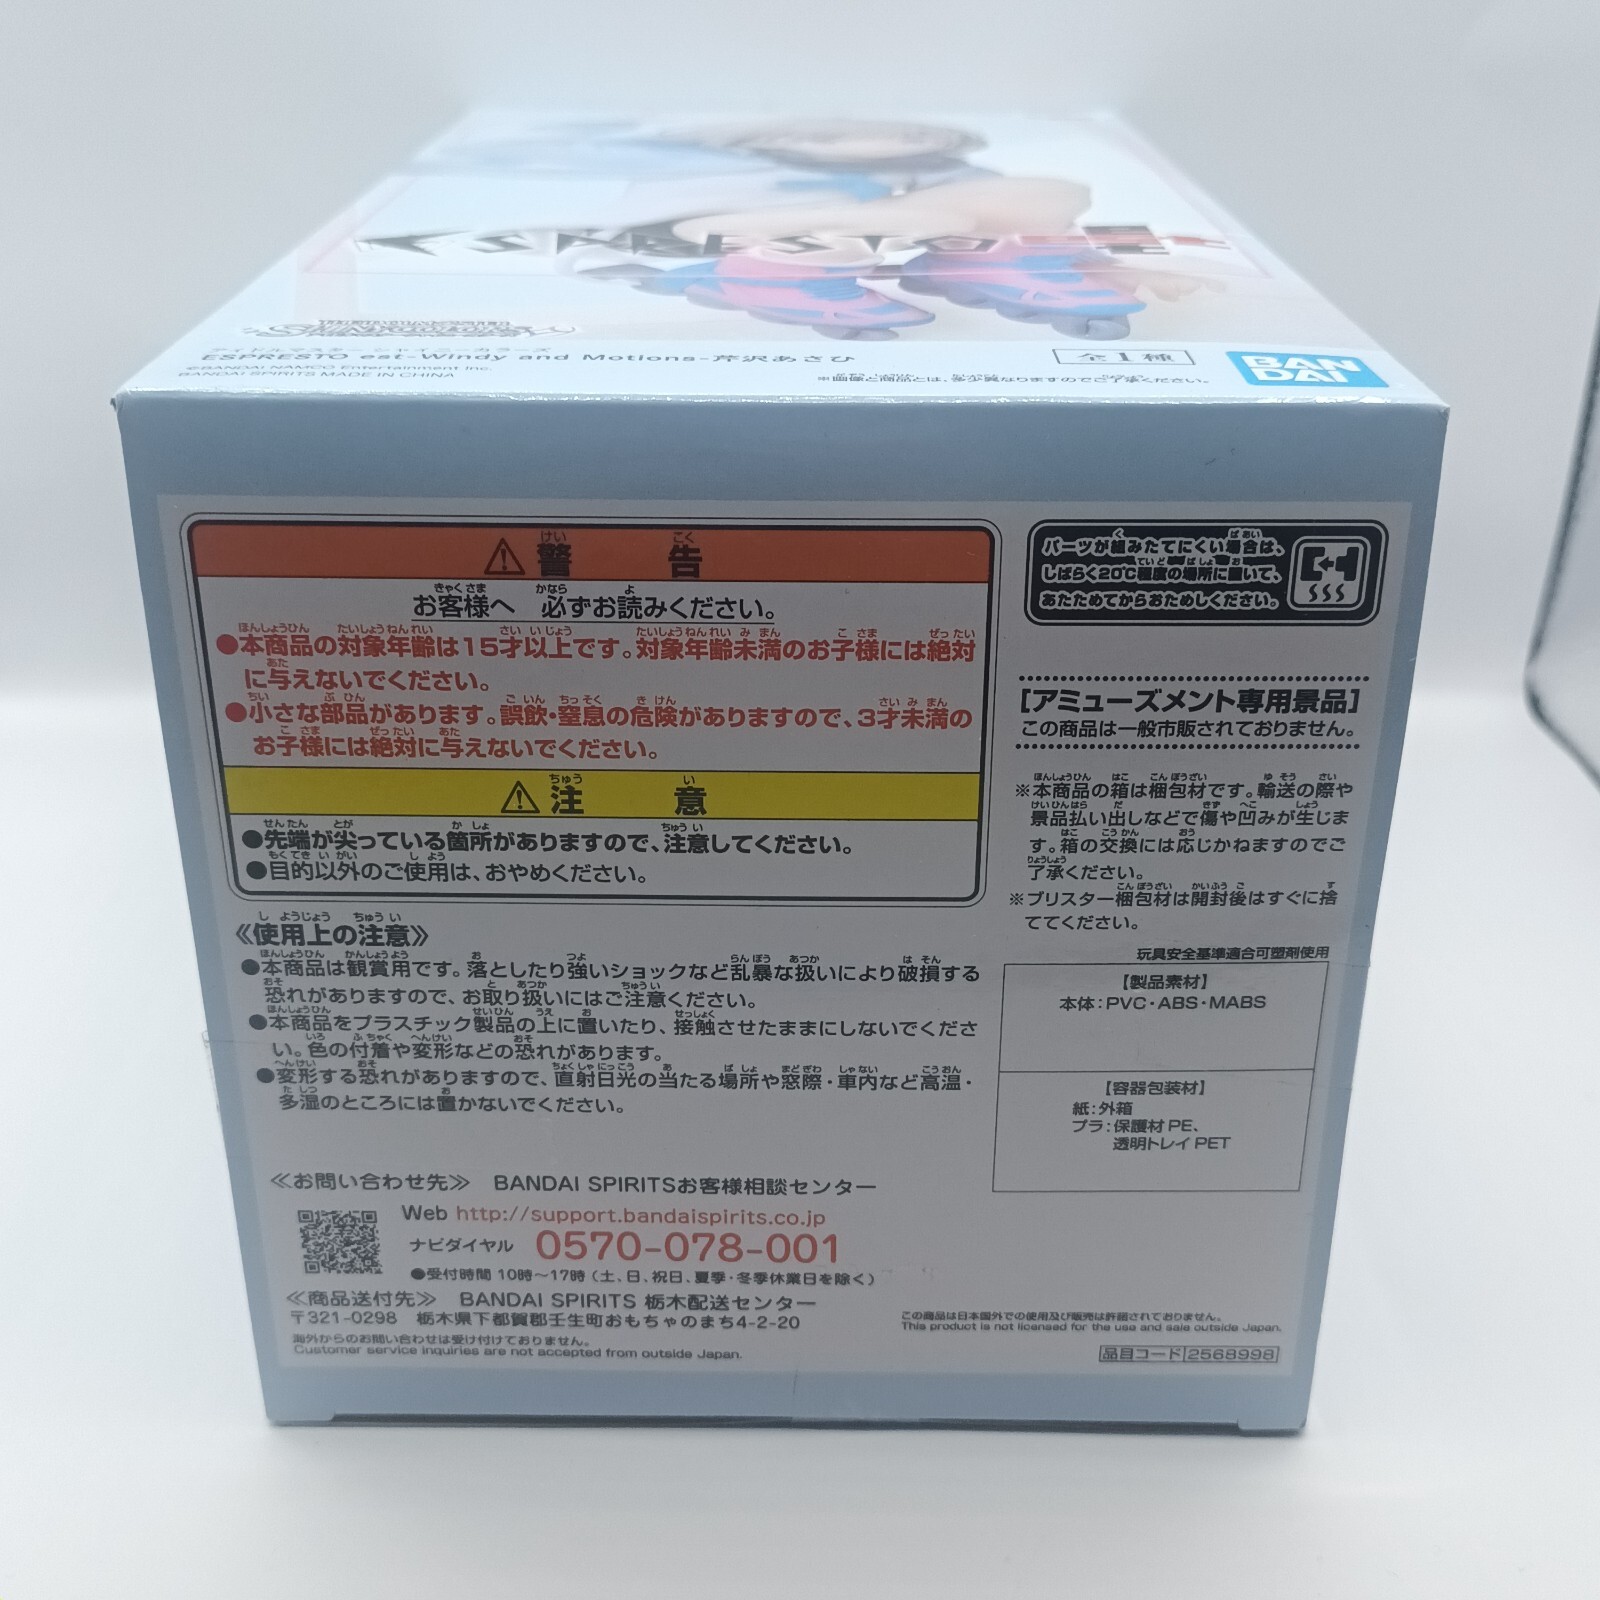 ESPRESTO est
SHINYCOLORS
アイドルマスター シャイニーカラーズ
ESPRESTO est-Windy and Motions-芹沢あさひ
©BANDAI NAMCO Entertainment Inc.
BANDAI SPIRITS MADE IN CHINA
全1種
※画像と商品とは、多少異なりますのでご了承ください。
BAN
DAI
⚠警告
お客様へ 必ずお読みください。
●本商品の対象年齢は15才以上です。対象年齢未満のお子様には絶対
に与えないでください。
●小さな部品があります。誤飲・窒息の危険がありますので、3才未満の
お子様には絶対に与えないでください。
⚠注意
●先端が尖っている箇所がありますので、注意してください。
●目的以外のご使用は、おやめください。
《使用上の注意》
●本商品は観賞用です。落としたり強いショックなど乱暴な扱いにより破損する
恐れがありますので、お取り扱いにはご注意ください。
●本商品をプラスチック製品の上に置いたり、接触させたままにしないでくださ
い。色の付着や変形などの恐れがあります。
●変形する恐れがありますので、直射日光の当たる場所や窓際・車内など高温・
多湿のところには置かないでください。
≪お問い合わせ先≫ BANDAI SPIRITSお客様相談センター
Web http://support.bandaispirits.co.jp
ナビダイヤル 0570-078-001
●受付時間 10時～17時（土、日、祝日、夏季・冬季休業日を除く）
≪商品送付先≫ BANDAI SPIRITS 栃木配送センター
〒321-0298 栃木県下都賀郡壬生町おもちゃのまち4-2-20
海外からのお問い合わせは受け付けておりません。
Customer service inquiries are not accepted from outside Japan.
パーツが組みたてにくい場合は、
しばらく20℃程度の場所に置いて、
あたためてからおためしください。
［アミューズメント専用景品］
この商品は一般市販されておりません。
※本商品の箱は梱包材です。輸送の際や
景品払い出しなどで傷や凹みが生じま
す。箱の交換には応じかねますのでご
了承ください。
※ブリスター梱包材は開封後はすぐに捨
ててください。
玩具安全基準適合可塑剤使用
【製品素材】
本体：PVC・ABS・MABS
【容器包装材】
紙：外箱
プラ：保護材 PE、
透明トレイ PET
この商品は日本国外での使用及び販売は許諾されておりません。
This product is not licensed for the use and sale outside Japan.
品目コード 2568998